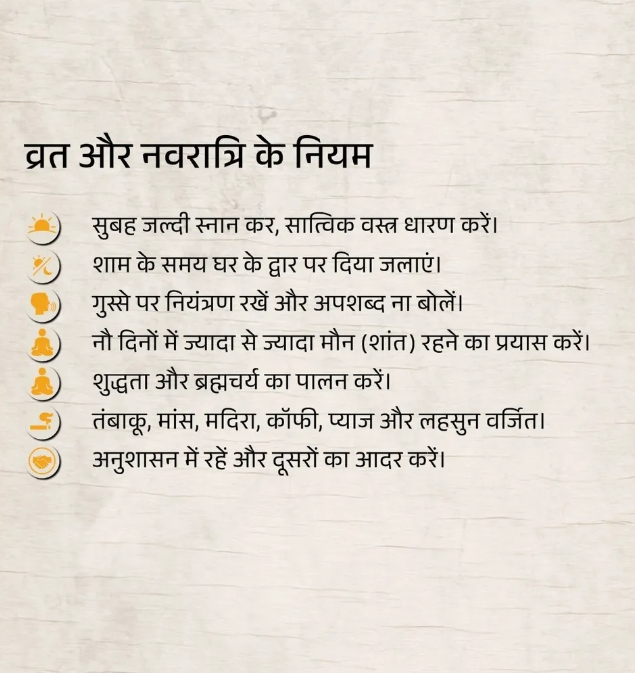 व्रत और नवरात्रि के नियम
सुबह जल्दी स्नान कर, सात्विक वस्त्र धारण करें।
शाम के समय घर के द्वार पर दिया जलाएं।
गुस्से पर नियंत्रण रखें और अपशब्द ना बोलें।
नौ दिनों में ज्यादा से ज्यादा मौन (शांत) रहने का प्रयास करें।
शुद्धता और ब्रह्मचर्य का पालन करें।
तंबाकू, मांस, मदिरा, कॉफी, प्याज और लहसुन वर्जित।
अनुशासन में रहें और दूसरों का आदर करें।